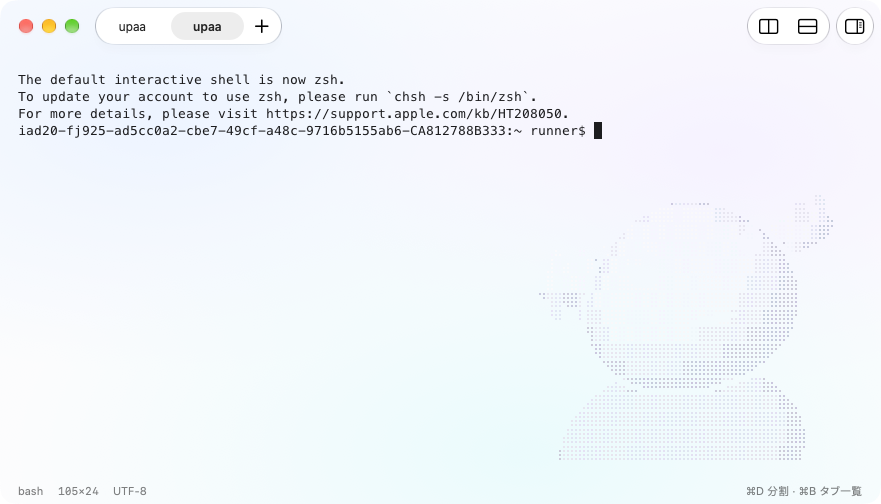 upaa
upaa
The default interactive shell is now zsh.
To update your account to use zsh, please run `chsh -s /bin/zsh`.
For more details, please visit https://support.apple.com/kb/HT208050.
iad20-fj925-ad5cc0a2-cbe7-49cf-a48c-9716b5155ab6-CA812788B333:~ runner$
bash 105×24 UTF-8
⌘D 分割 · ⌘B タブ一覧